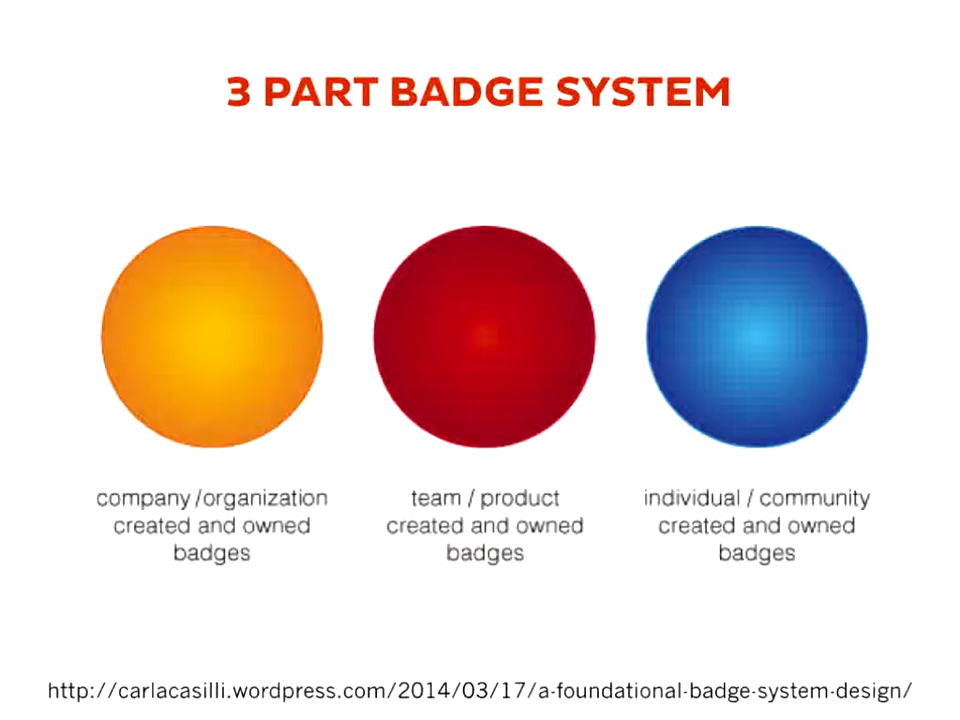 3 PART BADGE SYSTEM
company/organization
created and owned
badges
team / product
created and owned
badges
individual / community
created and owned
badges
http://carlacasilli.wordpress.com/2014/03/17/a-foundational-badge-system-design/